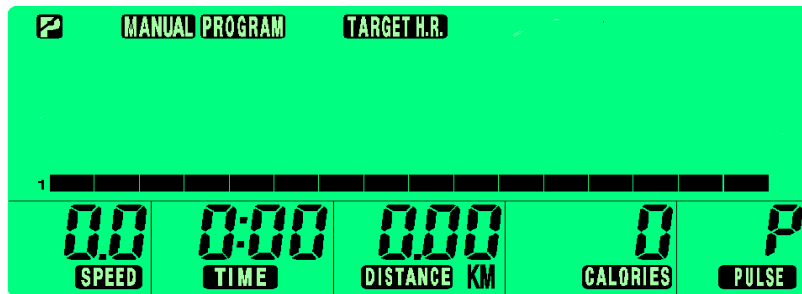 P MANUAL PROGRAM TARGET H.R.
1
0.0 0:00 0.00 0 P
SPEED TIME DISTANCE KM CALORIES PULSE